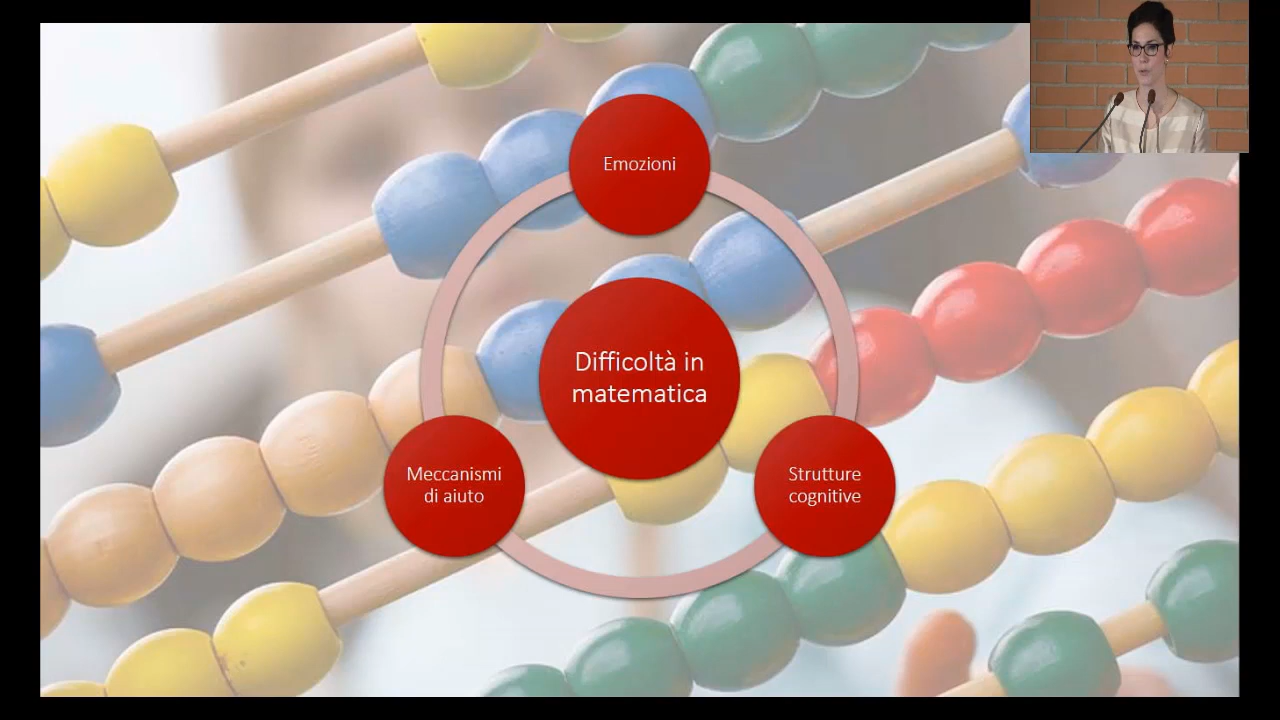 Emozioni
Difficoltà in
matematica
Meccanismi
di aiuto
Strutture
cognitive